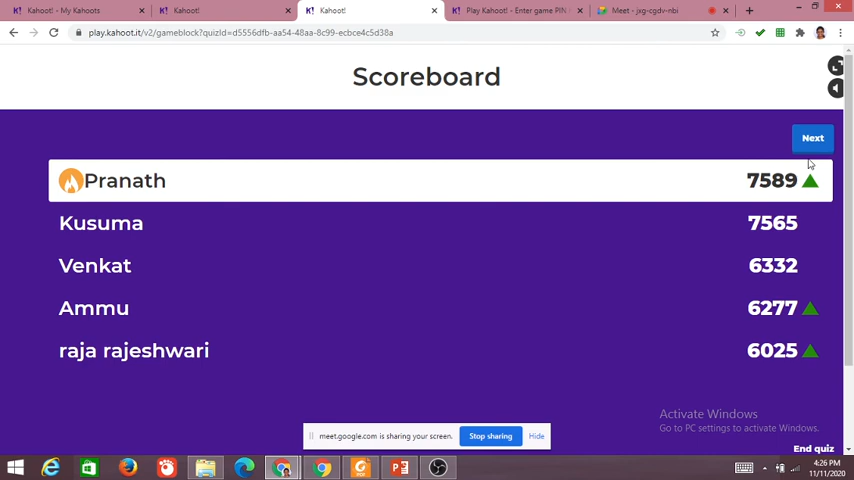 K! Kahoot! - My Kahoots
K! Kahoot!
K! Kahoot!
K! Play Kahoot! - Enter game PIN
Meet - jxg-cgdv-nbi
play.kahoot.it/v2/gameblock?quizId=d5556dfb-aa54-48aa-8c99-ecbce4c5d38a
Scoreboard
Next
Pranath 7589
Kusuma 7565
Venkat 6332
Ammu 6277
raja rajeshwari 6025
Activate Windows
Go to PC settings to activate Windows.
meet.google.com is sharing your screen. Stop sharing Hide
End quiz
4:26 PM
11/11/2020